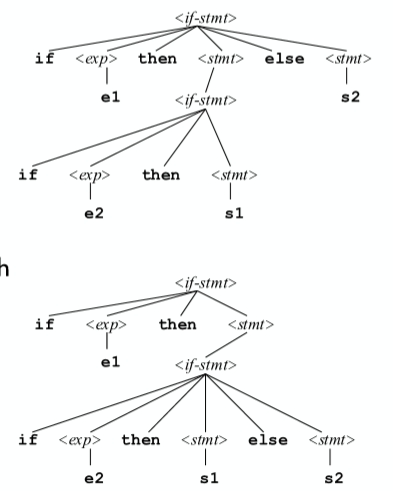 <if-stmt>
if <exp> then <stmt> else <stmt>
e1 s2
<if-stmt>
if <exp> then <stmt>
e2 s1
h
<if-stmt>
if <exp> then <stmt>
e1
<if-stmt>
if <exp> then <stmt> else <stmt>
e2 s1 s2